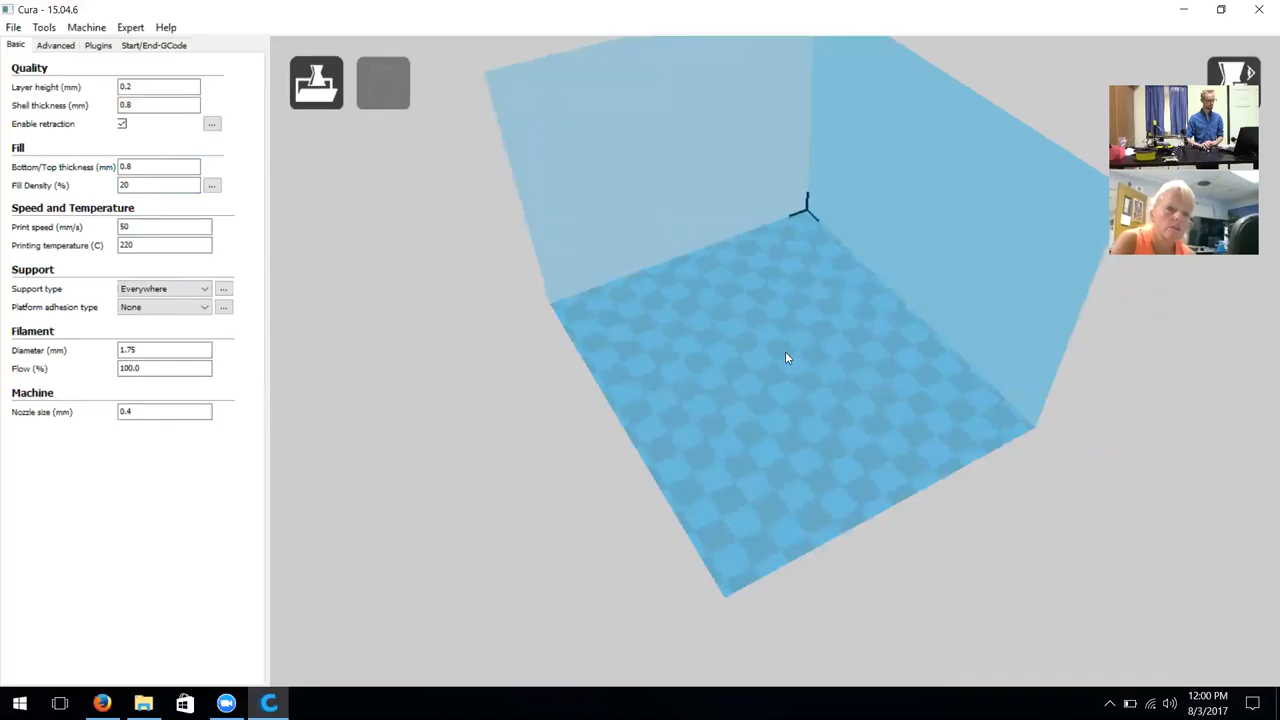 Cura - 15.04.6
File Tools Machine Expert Help
Basic Advanced Plugins Start/End-GCode
Quality
Layer height (mm) 0.2
Shell thickness (mm) 0.8
Enable retraction ...
Fill
Bottom/Top thickness (mm) 0.8
Fill Density (%) 20 ...
Speed and Temperature
Print speed (mm/s) 50
Printing temperature (C) 220
Support
Support type Everywhere ...
Platform adhesion type None ...
Filament
Diameter (mm) 1.75
Flow (%) 100.0
Machine
Nozzle size (mm) 0.4
12:00 PM
8/3/2017